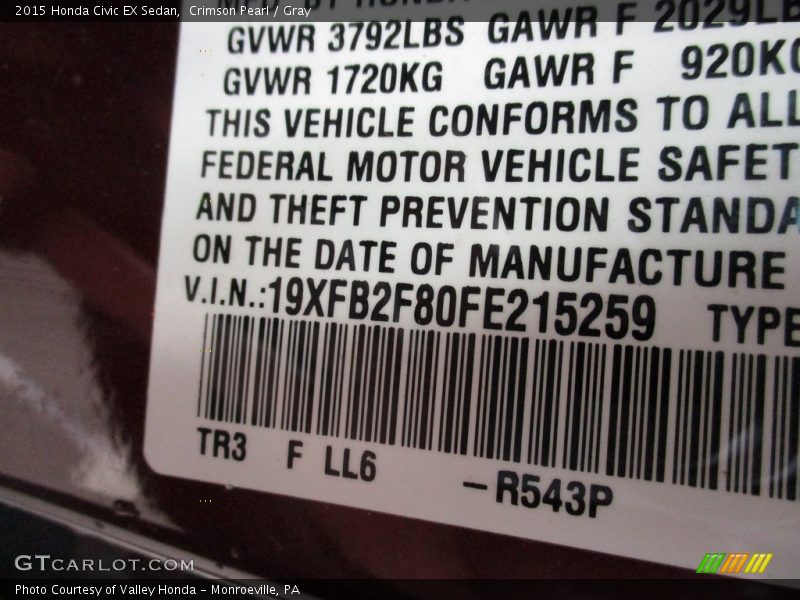 2015 Honda Civic EX Sedan,  Crimson Pearl / Gray
GVWR 3792LBS GAWR F 2029LB
GVWR 1720KG GAWR F 920KG
THIS VEHICLE CONFORMS TO ALL
FEDERAL MOTOR VEHICLE SAFET
AND THEFT PREVENTION STANDA
ON THE DATE OF MANUFACTURE
V.I.N.:19XFB2F80FE215259 TYPE
TR3 F LL6 -R543P
GTCARLOT.COM
Photo Courtesy of Valley Honda - Monroeville, PA